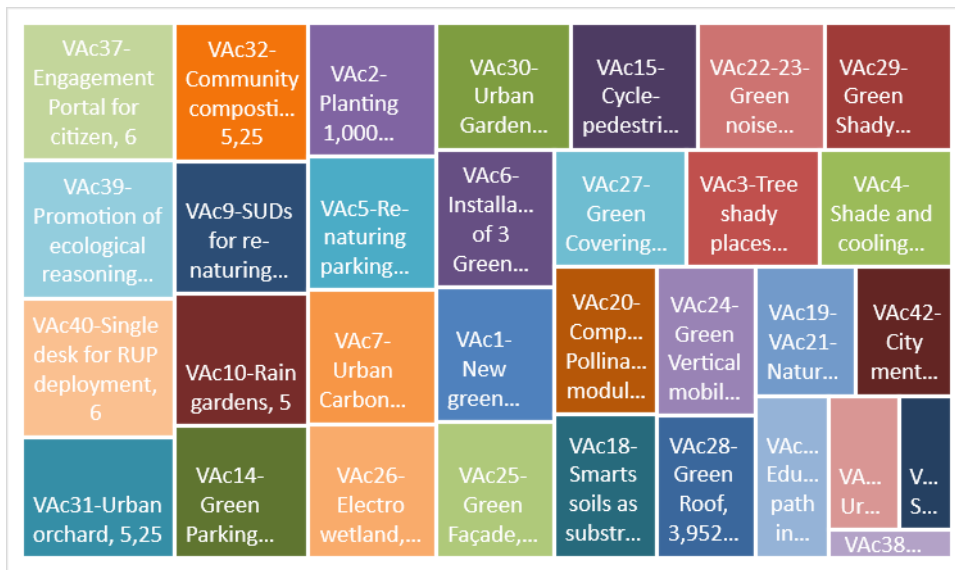 VAc37-
Engagement
Portal for
citizen, 6
VAc32-
Community
composti...
5,25
VAc2-
Planting
1,000...
VAc30-
Urban
Garden...
VAc15-
Cycle-
pedestri...
VAc22-23-
Green
noise...
VAc29-
Green
Shady...
VAc39-
Promotion of
ecological
reasoning...
VAc9-SUDs
for re-
naturing...
VAc5-Re-
naturing
parking...
VAc6-
Installa...
of 3
Green...
VAc27-
Green
Covering...
VAc3-Tree
shady
places...
VAc4-
Shade and
cooling...
VAc40-Single
desk for RUP
deployment,
6
VAc10-Rain
gardens, 5
VAc7-
Urban
Carbon...
VAc1-
New
green...
VAc20-
Comp...
Pollina...
modul...
VAc24-
Green
Vertical
mobil...
VAc19-
VAc21-
Natur...
VAc42-
City
ment...
VAc31-Urban
orchard, 5,25
VAc14-
Green
Parking...
VAc26-
Electro
wetland,...
VAc25-
Green
Façade,...
VAc18-
Smarts
soils as
substr...
VAc28-
Green
Roof,
3,952...
VAc...
Edu...
path
in...
VA...
Ur...
V...
S...
VAc38...